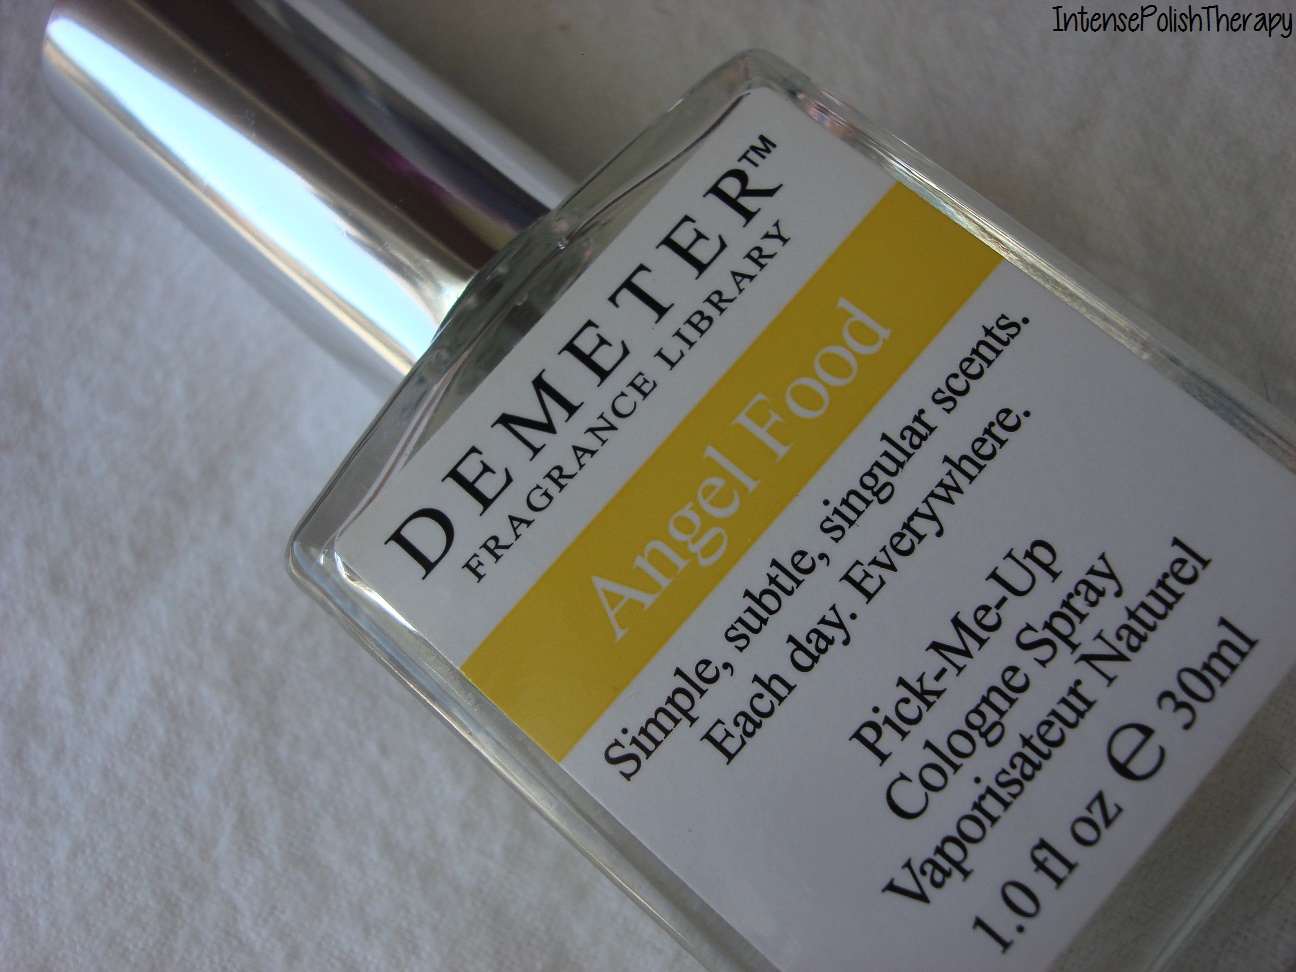 IntensePolishTherapy
DEMETER™
FRAGRANCE LIBRARY
Angel Food
Simple, subtle, singular scents.
Each day. Everywhere.
Pick-Me-Up
Cologne Spray
Vaporisateur Naturel
1.0 fl oz ℮ 30ml